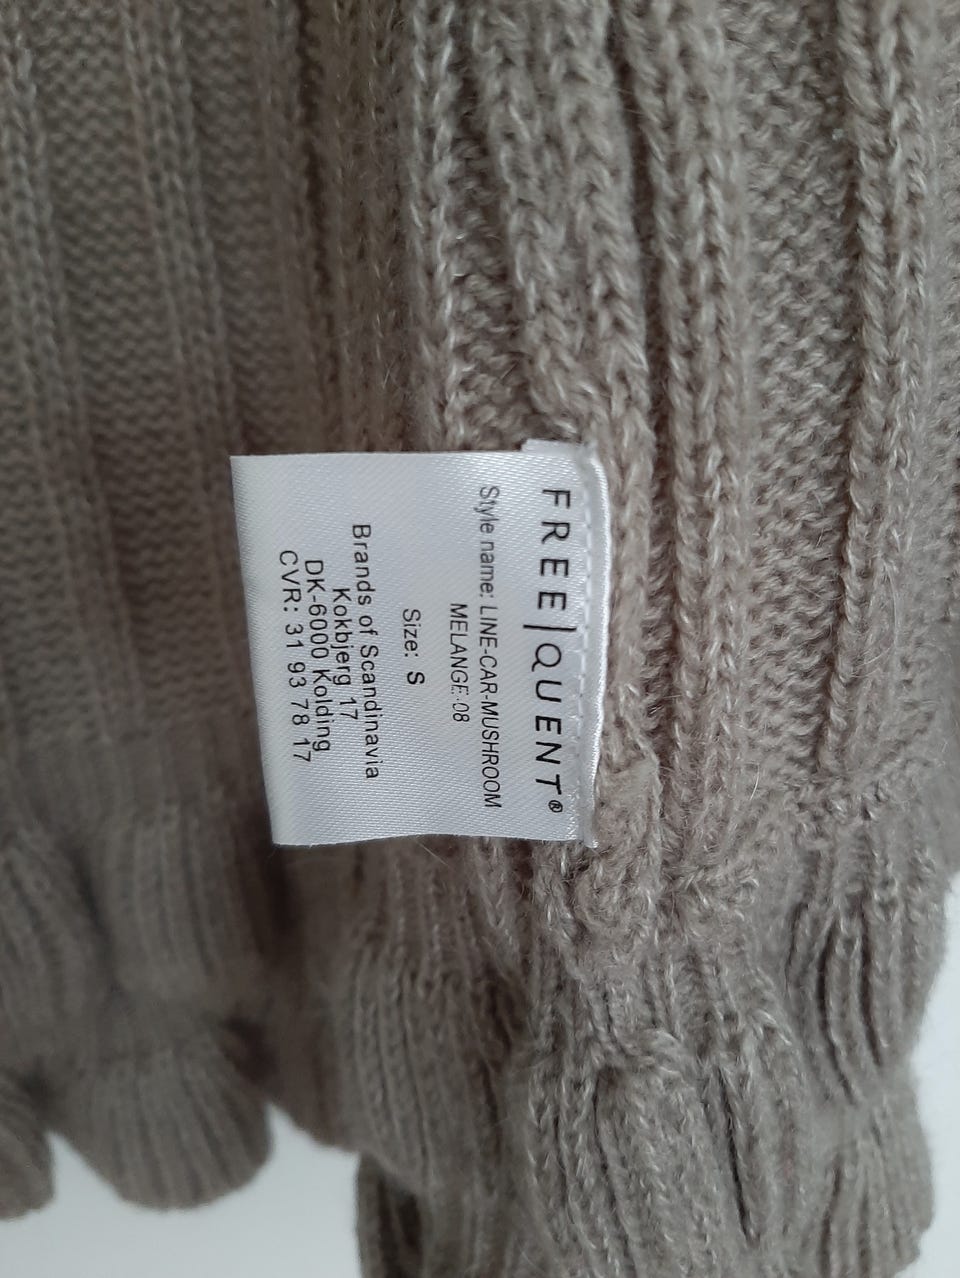 FREE|QUENT®
Style name: LINE-CAR-MUSHROOM
MELANGE-08
Size: S
Brands of Scandinavia
Kokbjerg 17
DK-6000 Kolding
CVR: 31 93 78 17